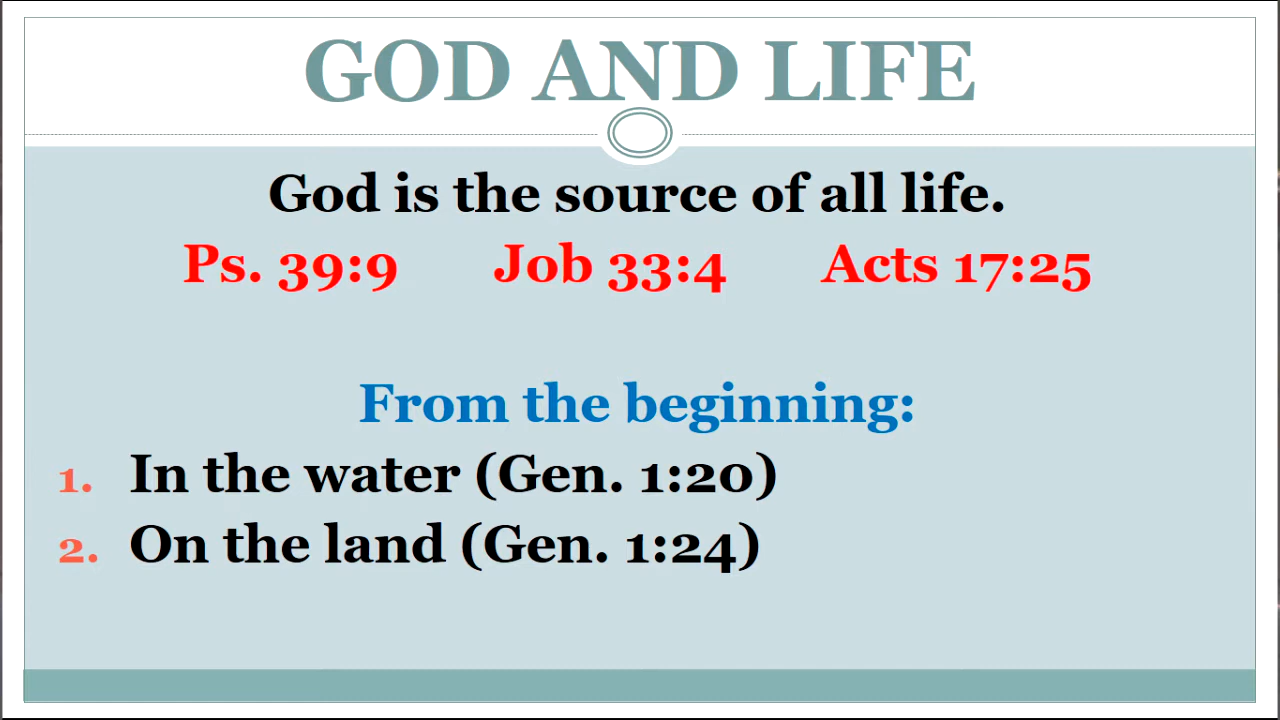 GOD AND LIFE
God is the source of all life.
Ps. 39:9 Job 33:4 Acts 17:25
From the beginning:
1. In the water (Gen. 1:20)
2. On the land (Gen. 1:24)